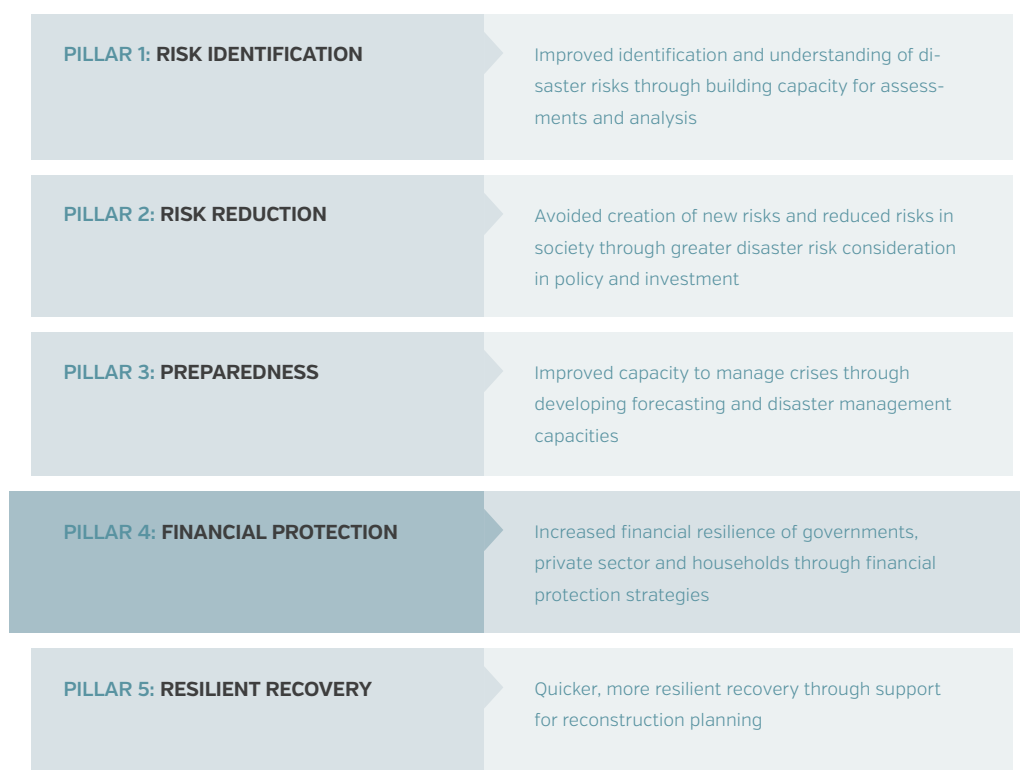 PILLAR 1: RISK IDENTIFICATION
Improved identification and understanding of di-
saster risks through building capacity for assess-
ments and analysis
PILLAR 2: RISK REDUCTION
Avoided creation of new risks and reduced risks in
society through greater disaster risk consideration
in policy and investment
PILLAR 3: PREPAREDNESS
Improved capacity to manage crises through
developing forecasting and disaster management
capacities
PILLAR 4: FINANCIAL PROTECTION
Increased financial resilience of governments,
private sector and households through financial
protection strategies
PILLAR 5: RESILIENT RECOVERY
Quicker, more resilient recovery through support
for reconstruction planning